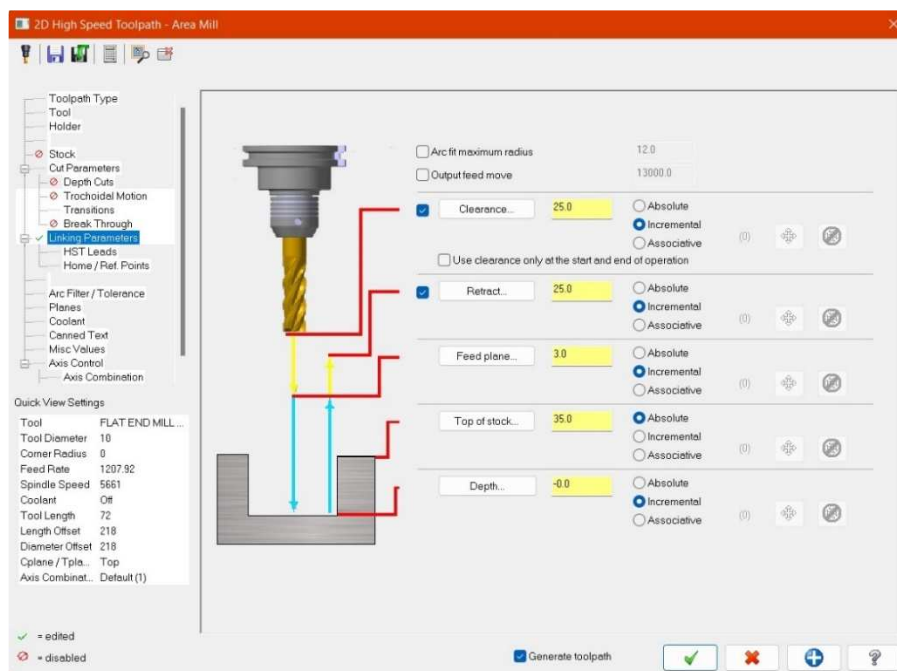 2D High Speed Toolpath - Area Mill
Toolpath Type
Tool
Holder
Stock
Cut Parameters
Depth Cuts
Trochoidal Motion
Transitions
Break Through
Linking Parameters
HST Leads
Home / Ref. Points
Arc Filter / Tolerance
Planes
Coolant
Canned Text
Misc Values
Axis Control
Axis Combination
Quick View Settings
Tool FLAT END MILL ...
Tool Diameter 10
Corner Radius 0
Feed Rate 1207.92
Spindle Speed 5661
Coolant Off
Tool Length 72
Length Offset 218
Diameter Offset 218
Cplane / Tpla... Top
Axis Combinat... Default (1)
= edited
= disabled
Arc fit maximum radius 12.0
Output feed move 13000.0
Clearance... 25.0 Absolute
Incremental
Associative (0)
Use clearance only at the start and end of operation
Retract... 25.0 Absolute
Incremental
Associative (0)
Feed plane... 3.0 Absolute
Incremental
Associative (0)
Top of stock... 35.0 Absolute
Incremental
Associative (0)
Depth... -0.0 Absolute
Incremental
Associative (0)
Generate toolpath
?